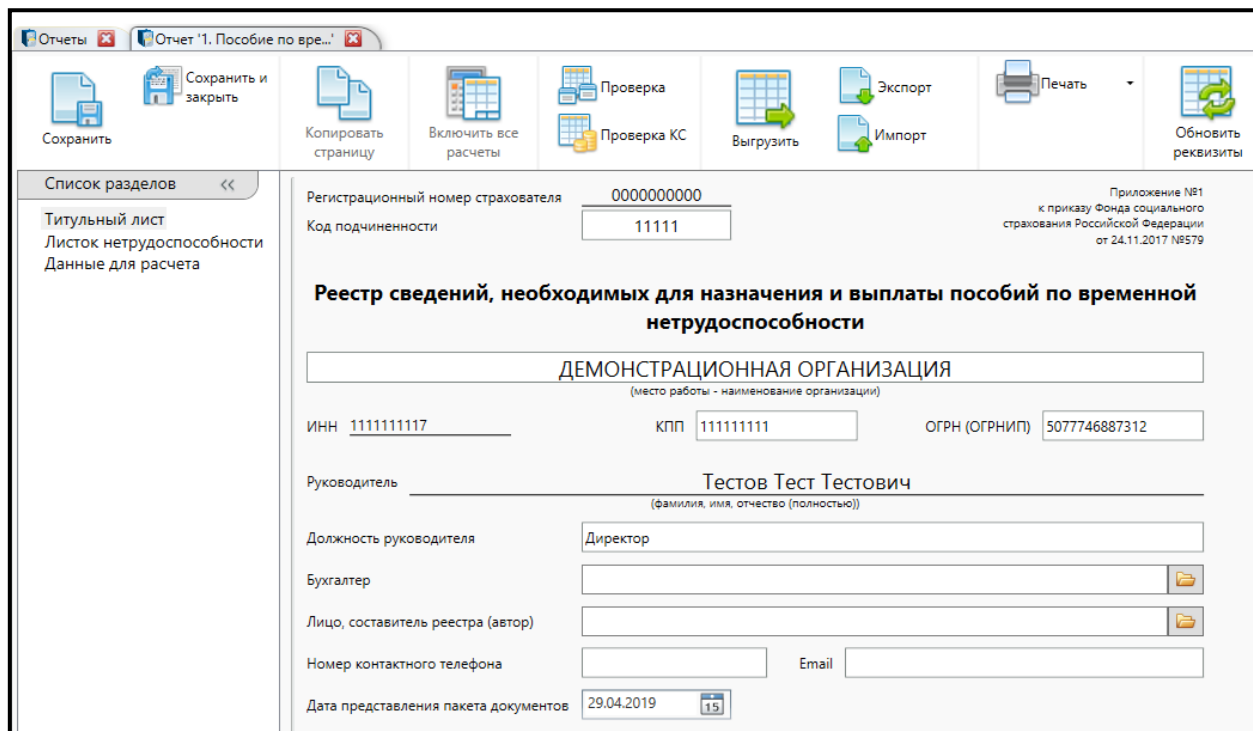 Отчеты
Отчет '1. Пособие по вре...'
Сохранить
Сохранить и
закрыть
Копировать
страницу
Включить все
расчеты
Проверка
Проверка КС
Выгрузить
Экспорт
Импорт
Печать
Обновить
реквизиты
Список разделов <<
Титульный лист
Листок нетрудоспособности
Данные для расчета
Регистрационный номер страхователя 0000000000
Код подчиненности 11111
Приложение №1
к приказу Фонда социального
страхования Российской Федерации
от 24.11.2017 №579
Реестр сведений, необходимых для назначения и выплаты пособий по временной
нетрудоспособности
ДЕМОНСТРАЦИОННАЯ ОРГАНИЗАЦИЯ
(место работы - наименование организации)
ИНН 1111111117 КПП 111111111 ОГРН (ОГРНИП) 5077746887312
Руководитель Тестов Тест Тестович
(фамилия, имя, отчество (полностью))
Должность руководителя Директор
Бухгалтер
Лицо, составитель реестра (автор)
Номер контактного телефона Email
Дата представления пакета документов 29.04.2019 15